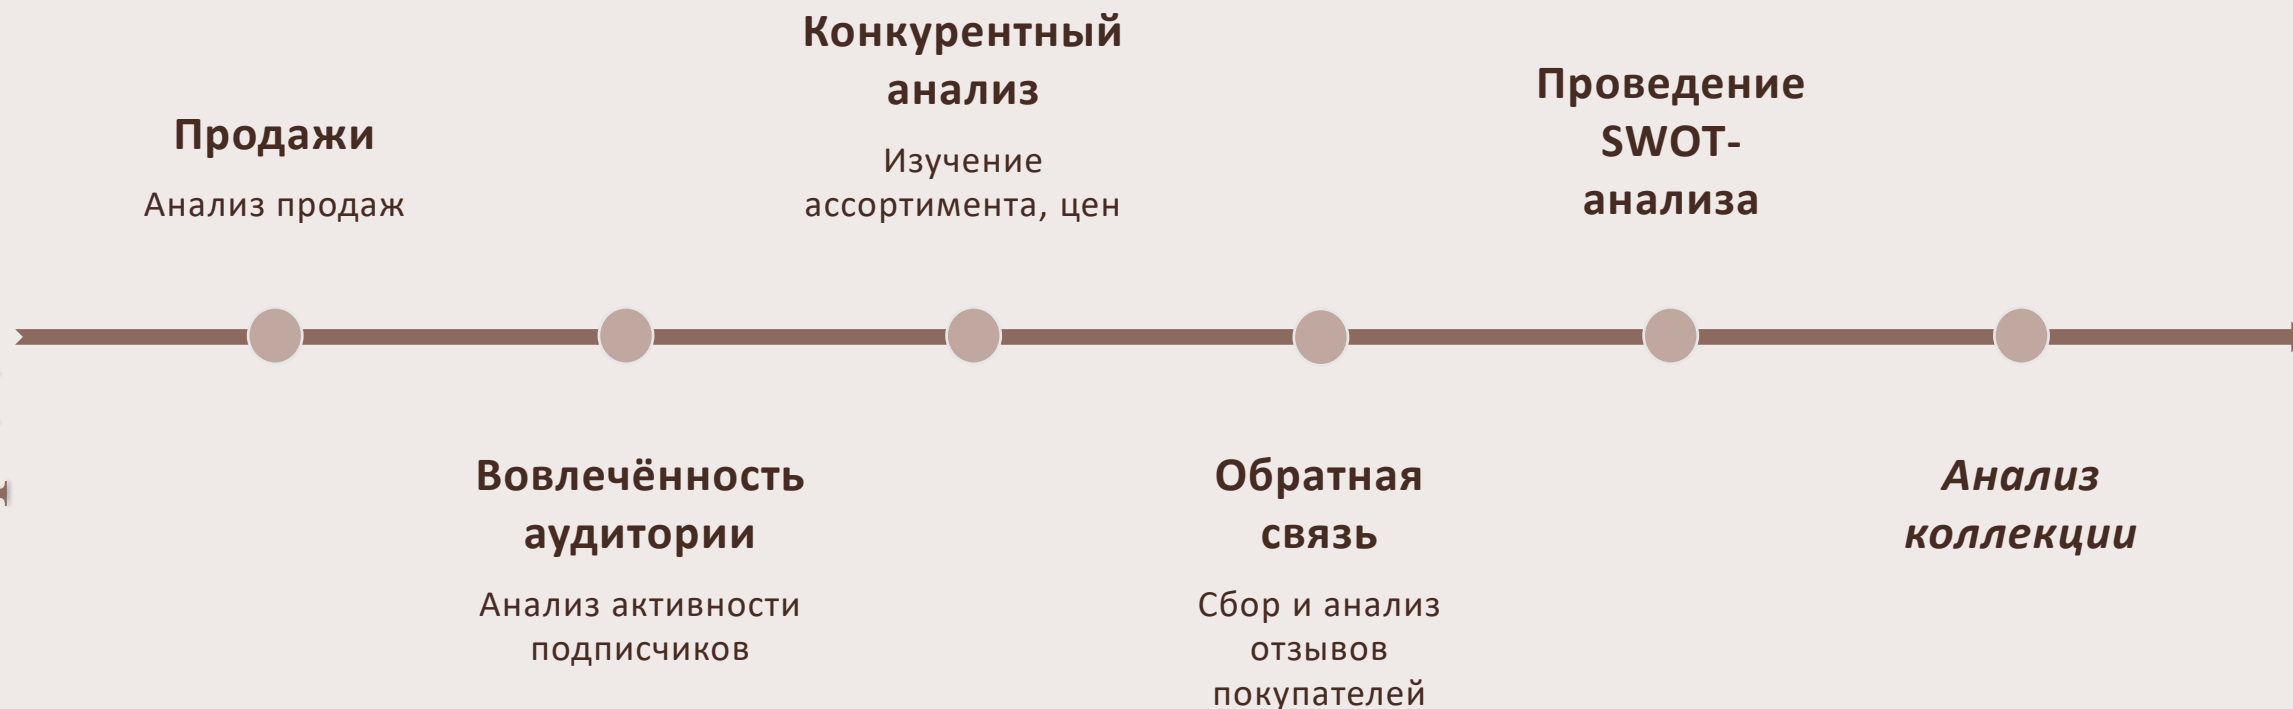 Продажи
Анализ продаж
Вовлечённость
аудитории
Анализ активности
подписчиков
Конкурентный
анализ
Изучение
ассортимента, цен
Обратная
связь
Сбор и анализ
отзывов
покупателей
Проведение
SWOT-
анализа
Анализ
коллекции